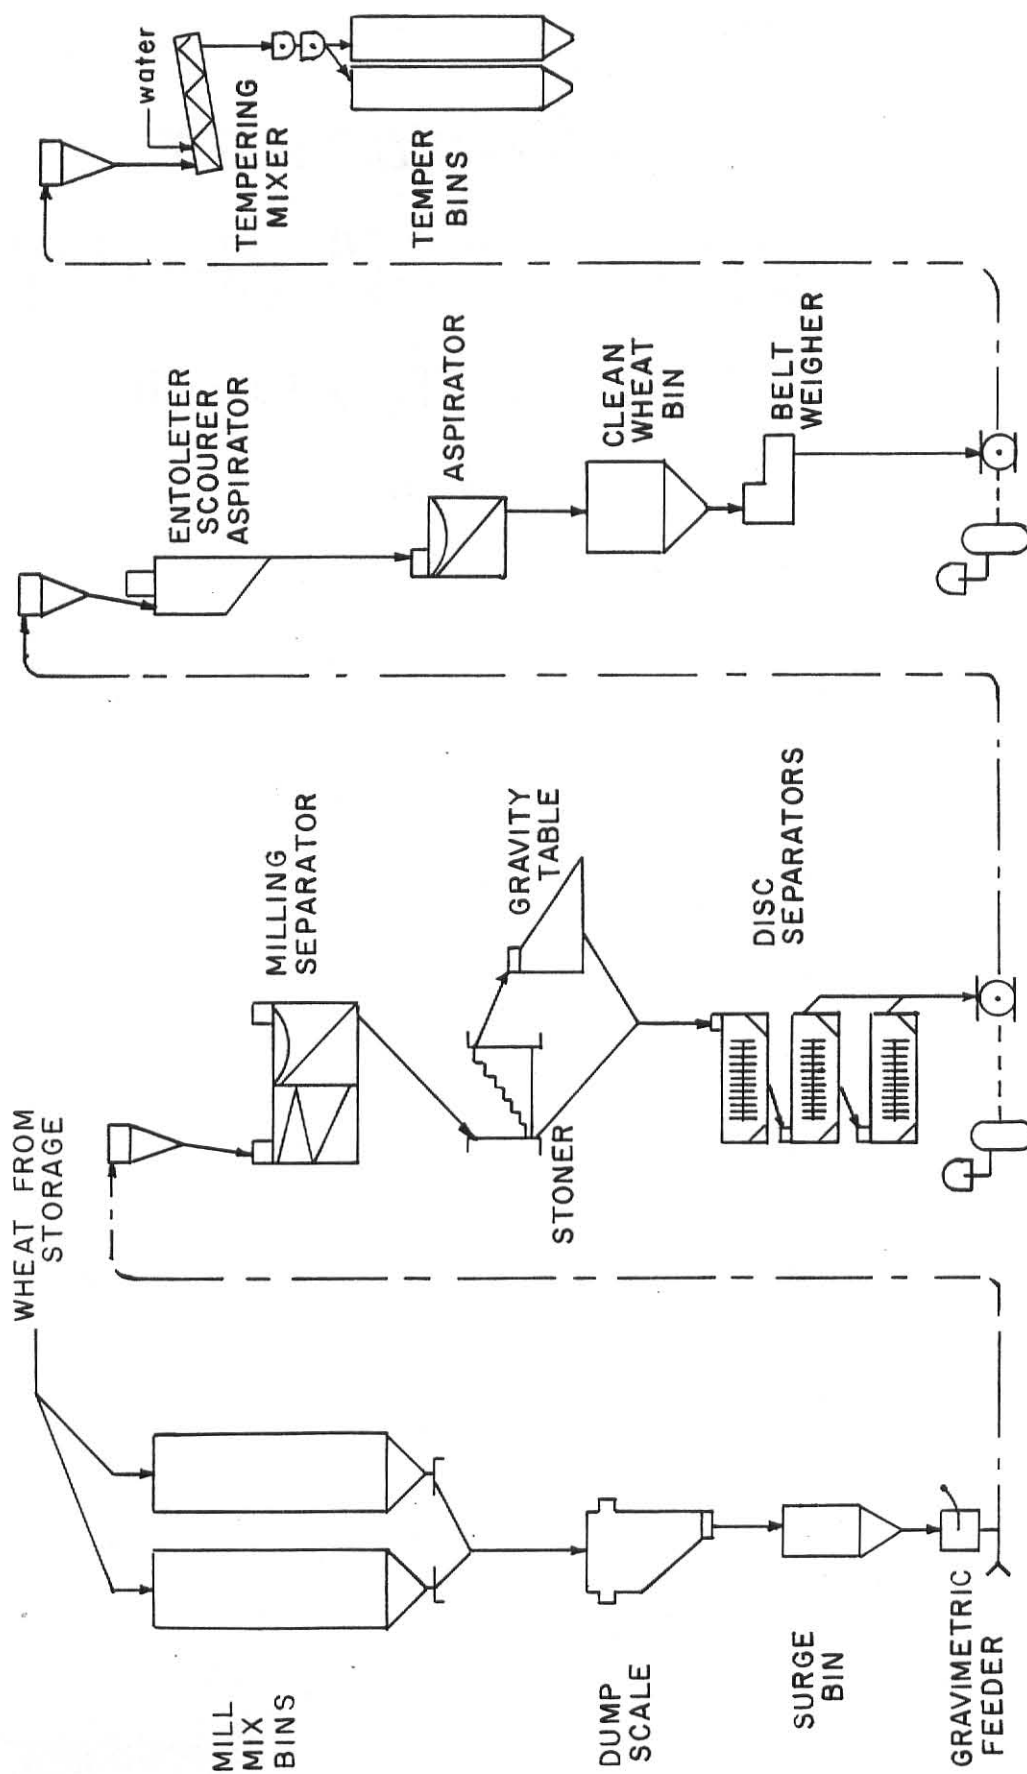 WHEAT FROM
STORAGE
MILL
MIX
BINS
DUMP
SCALE
SURGE
BIN
GRAVIMETRIC
FEEDER
MILLING
SEPARATOR
STONER
GRAVITY
TABLE
DISC
SEPARATORS
ENTOLETER
SCOURER
ASPIRATOR
ASPIRATOR
CLEAN
WHEAT
BIN
BELT
WEIGHER
water
TEMPERING
MIXER
TEMPER
BINS